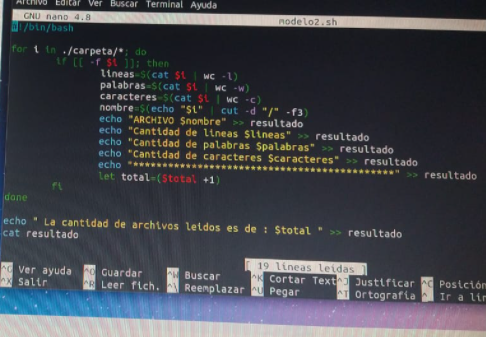 Archivo Editar Ver Buscar Terminal Ayuda
GNU nano 4.8 modelo2.sh
#!/bin/bash
for i in ./carpeta/*; do
if [[ -f $i ]]; then
lineas=$(cat $i | wc -l)
palabras=$(cat $i | wc -w)
caracteres=$(cat $i | wc -c)
nombre=$(echo "$i" | cut -d "/" -f3)
echo "ARCHIVO $nombre" >> resultado
echo "Cantidad de lineas $lineas" >> resultado
echo "Cantidad de palabras $palabras" >> resultado
echo "Cantidad de caracteres $caracteres" >> resultado
echo "******************************************" >> resultado
let total=($total +1)
fi
done
echo " La cantidad de archivos leidos es de : $total " >> resultado
cat resultado
[ 19 lineas leidas ]
^G Ver ayuda ^O Guardar ^W Buscar ^K Cortar Text ^J Justificar ^C Posición
^X Salir ^R Leer fich. ^\ Reemplazar ^U Pegar ^T Ortografía ^ Ir a lín